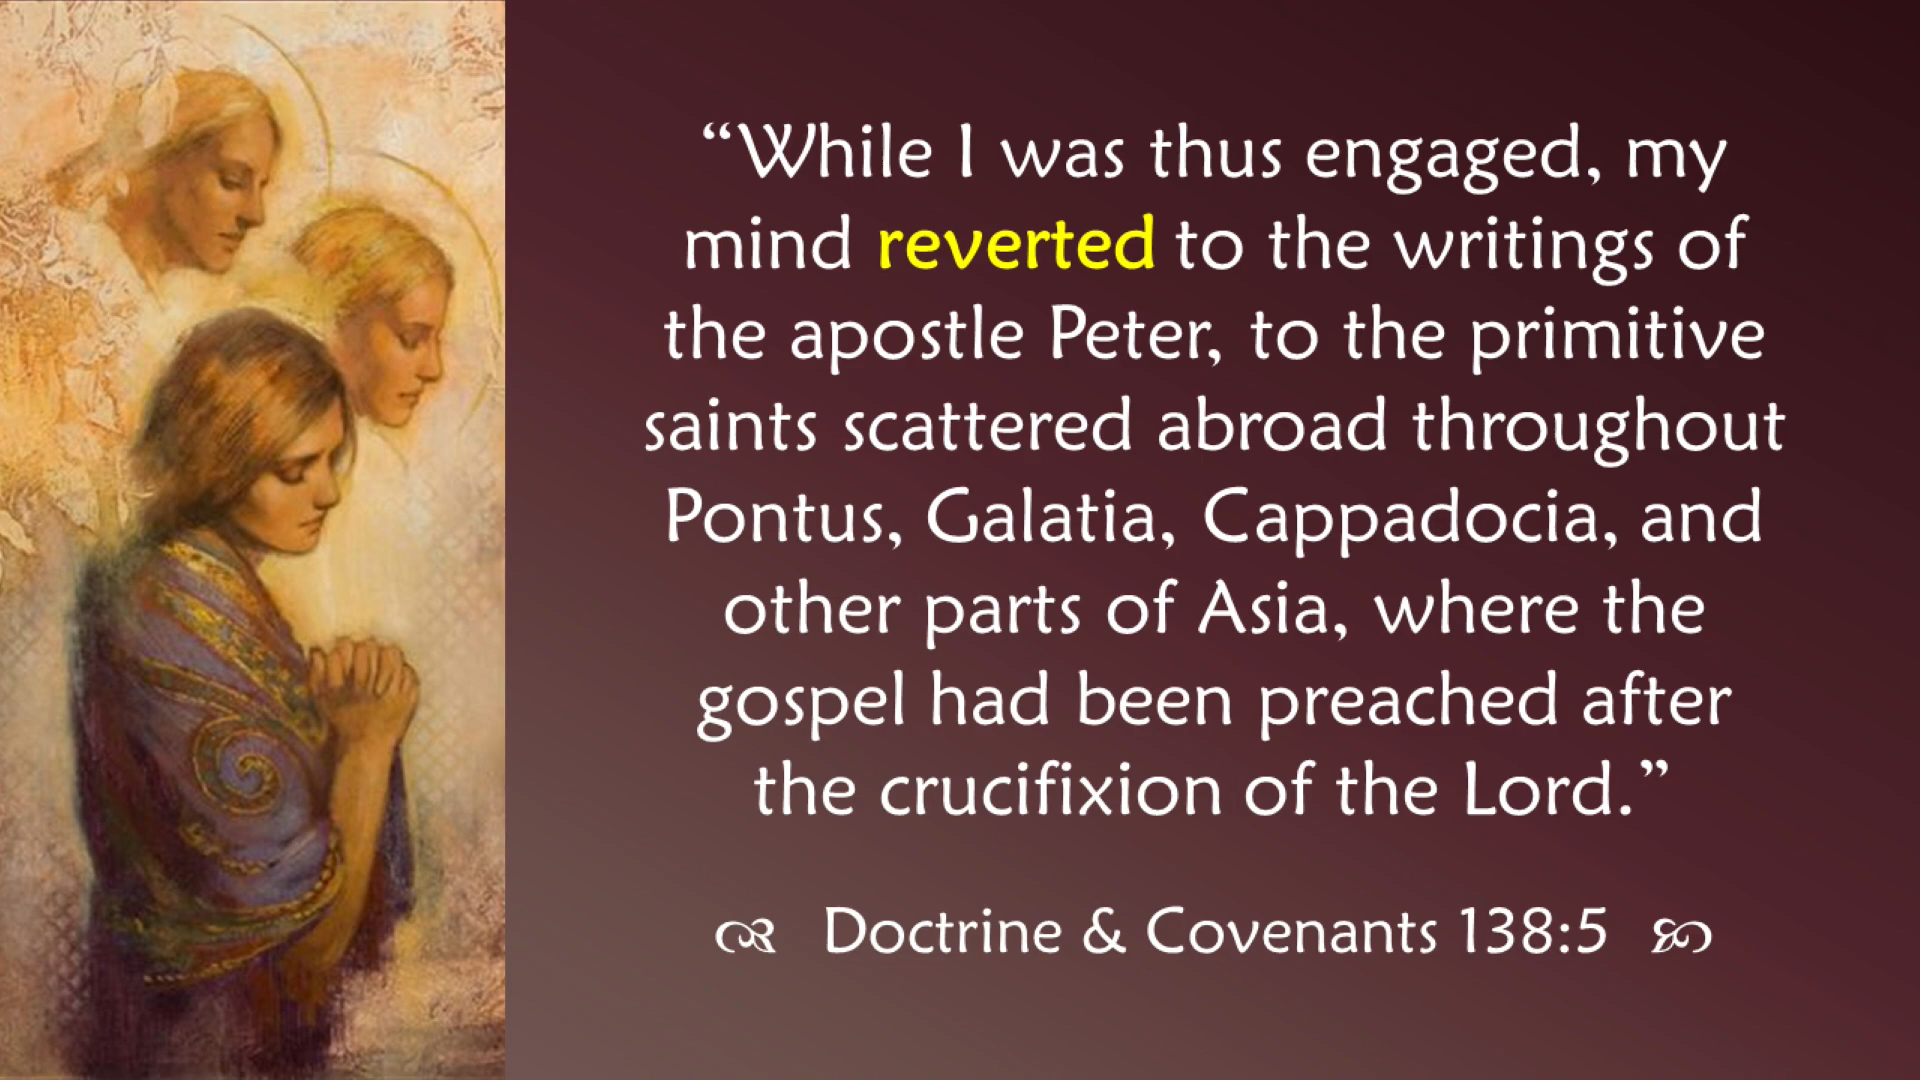 “While I was thus engaged, my
mind reverted to the writings of
the apostle Peter, to the primitive
saints scattered abroad throughout
Pontus, Galatia, Cappadocia, and
other parts of Asia, where the
gospel had been preached after
the crucifixion of the Lord.”
Doctrine & Covenants 138:5